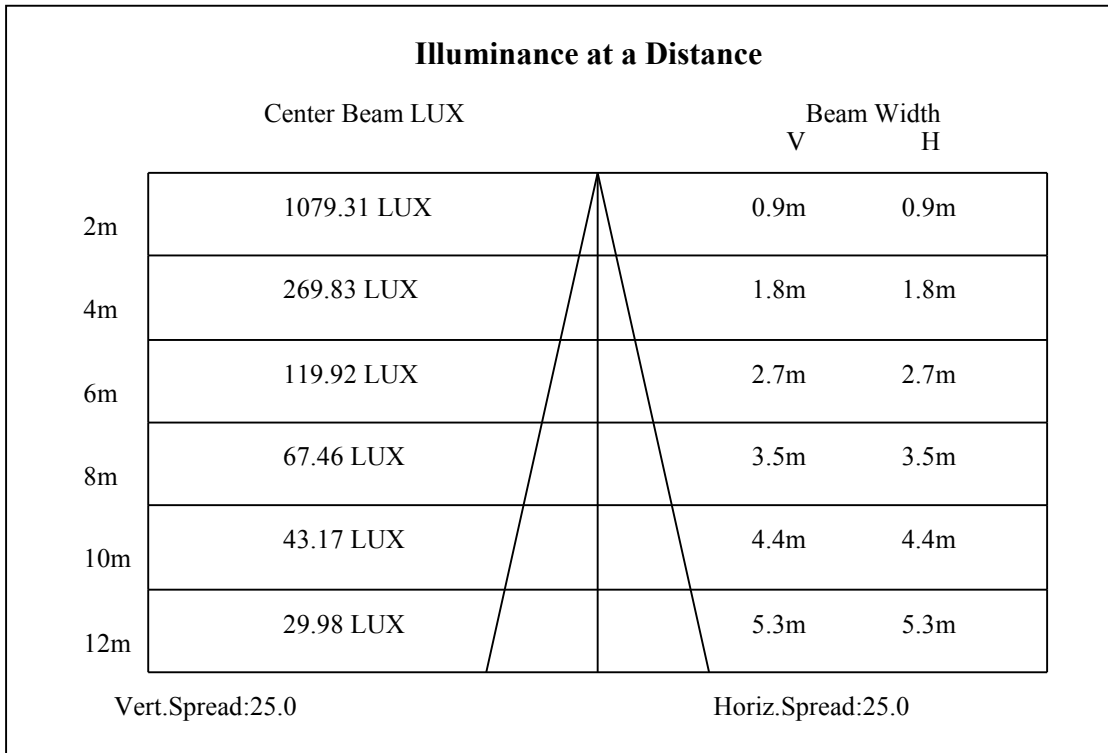 Illuminance at a Distance
Center Beam LUX Beam Width
V H
2m 1079.31 LUX 0.9m 0.9m
4m 269.83 LUX 1.8m 1.8m
6m 119.92 LUX 2.7m 2.7m
8m 67.46 LUX 3.5m 3.5m
10m 43.17 LUX 4.4m 4.4m
12m 29.98 LUX 5.3m 5.3m
Vert.Spread:25.0 Horiz.Spread:25.0